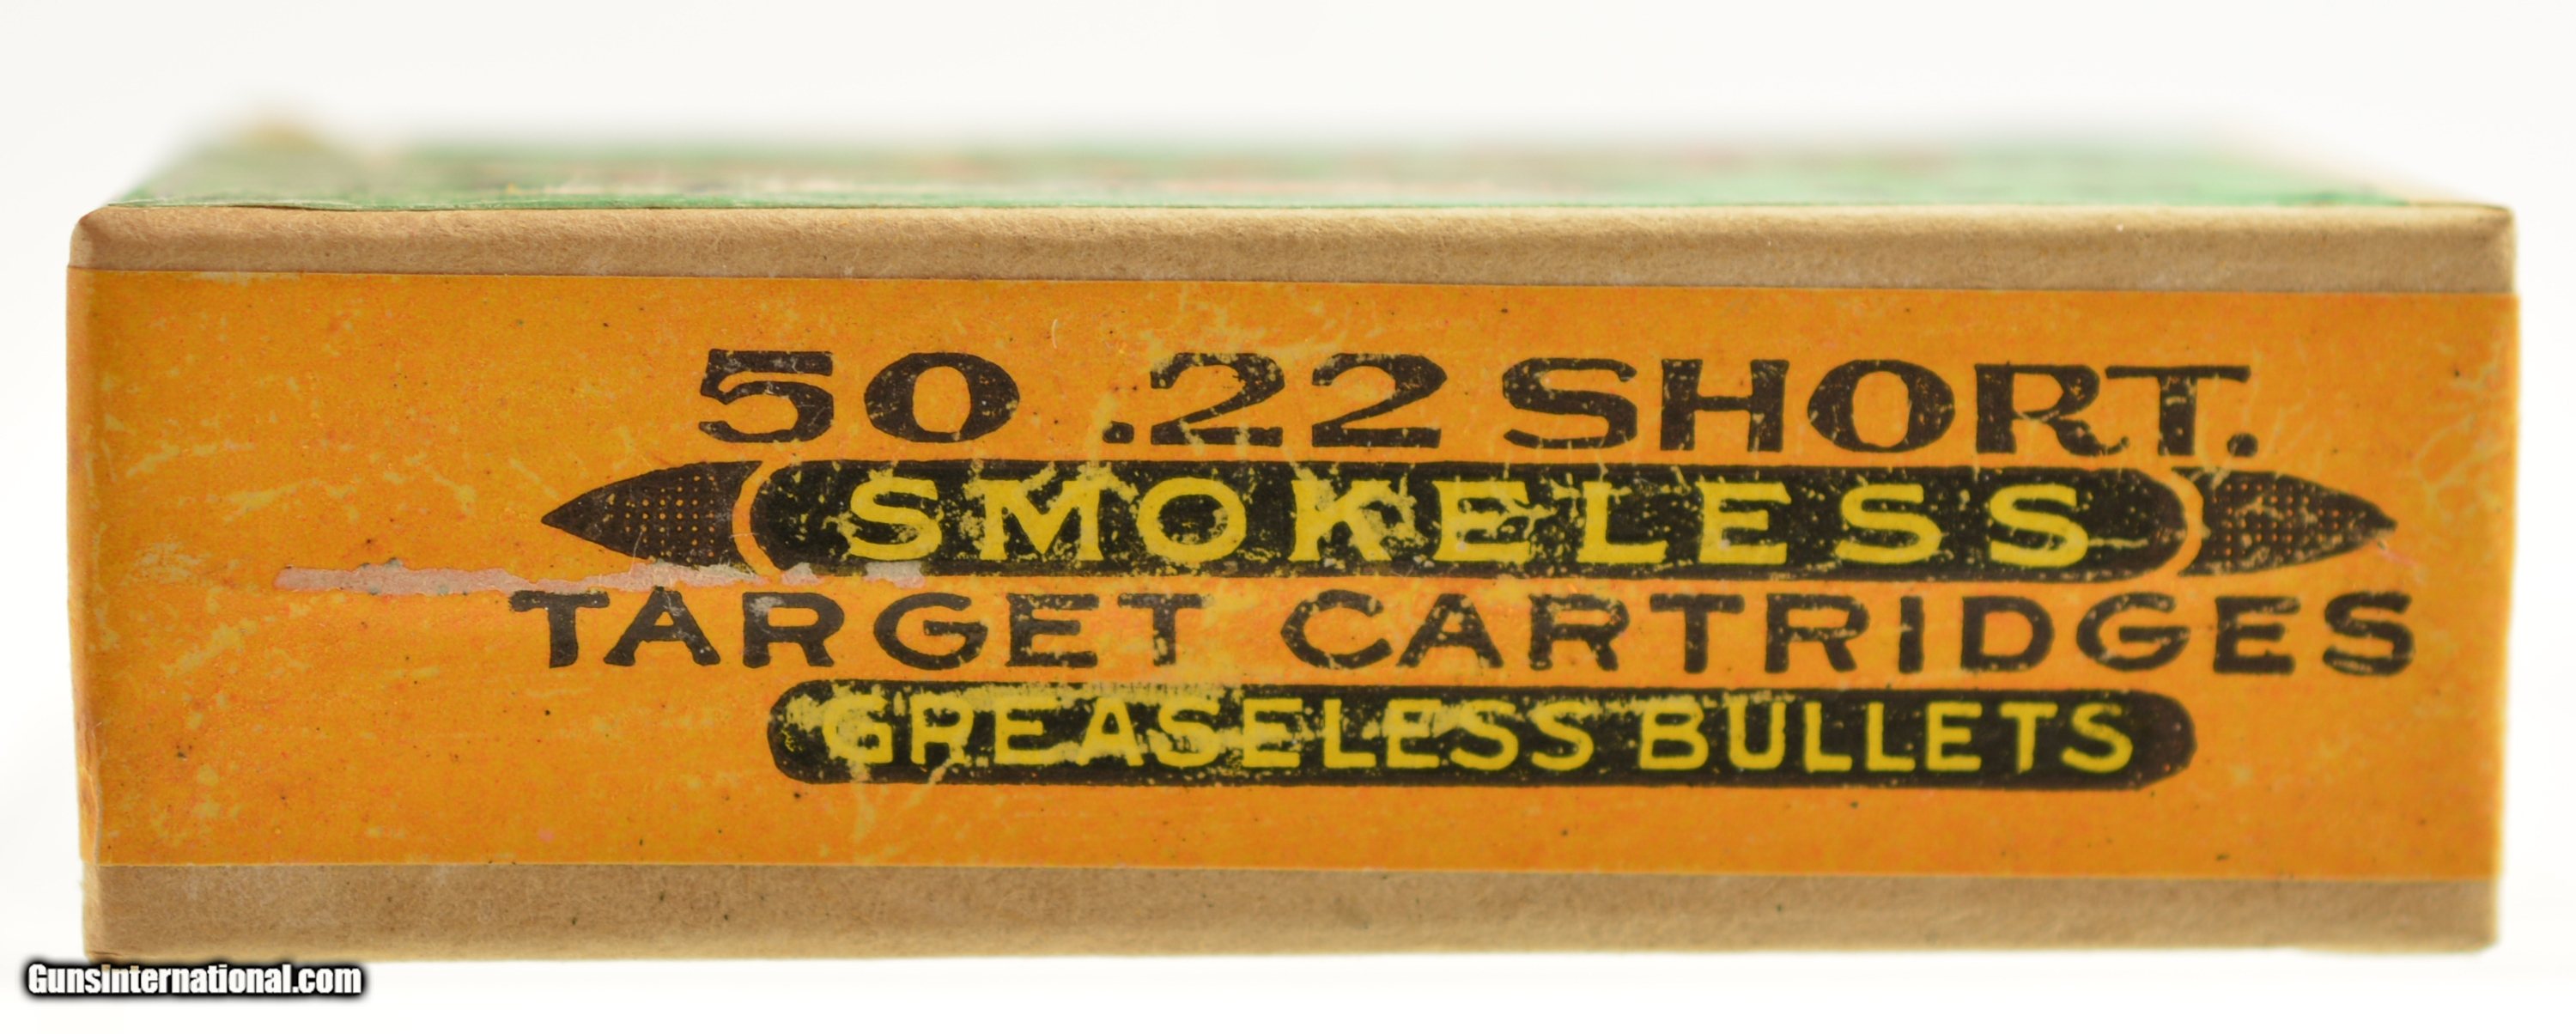 50 .22 SHORT.
SMOKELESS
TARGET CARTRIDGES
GREASELESS BULLETS
GunsInternational.com